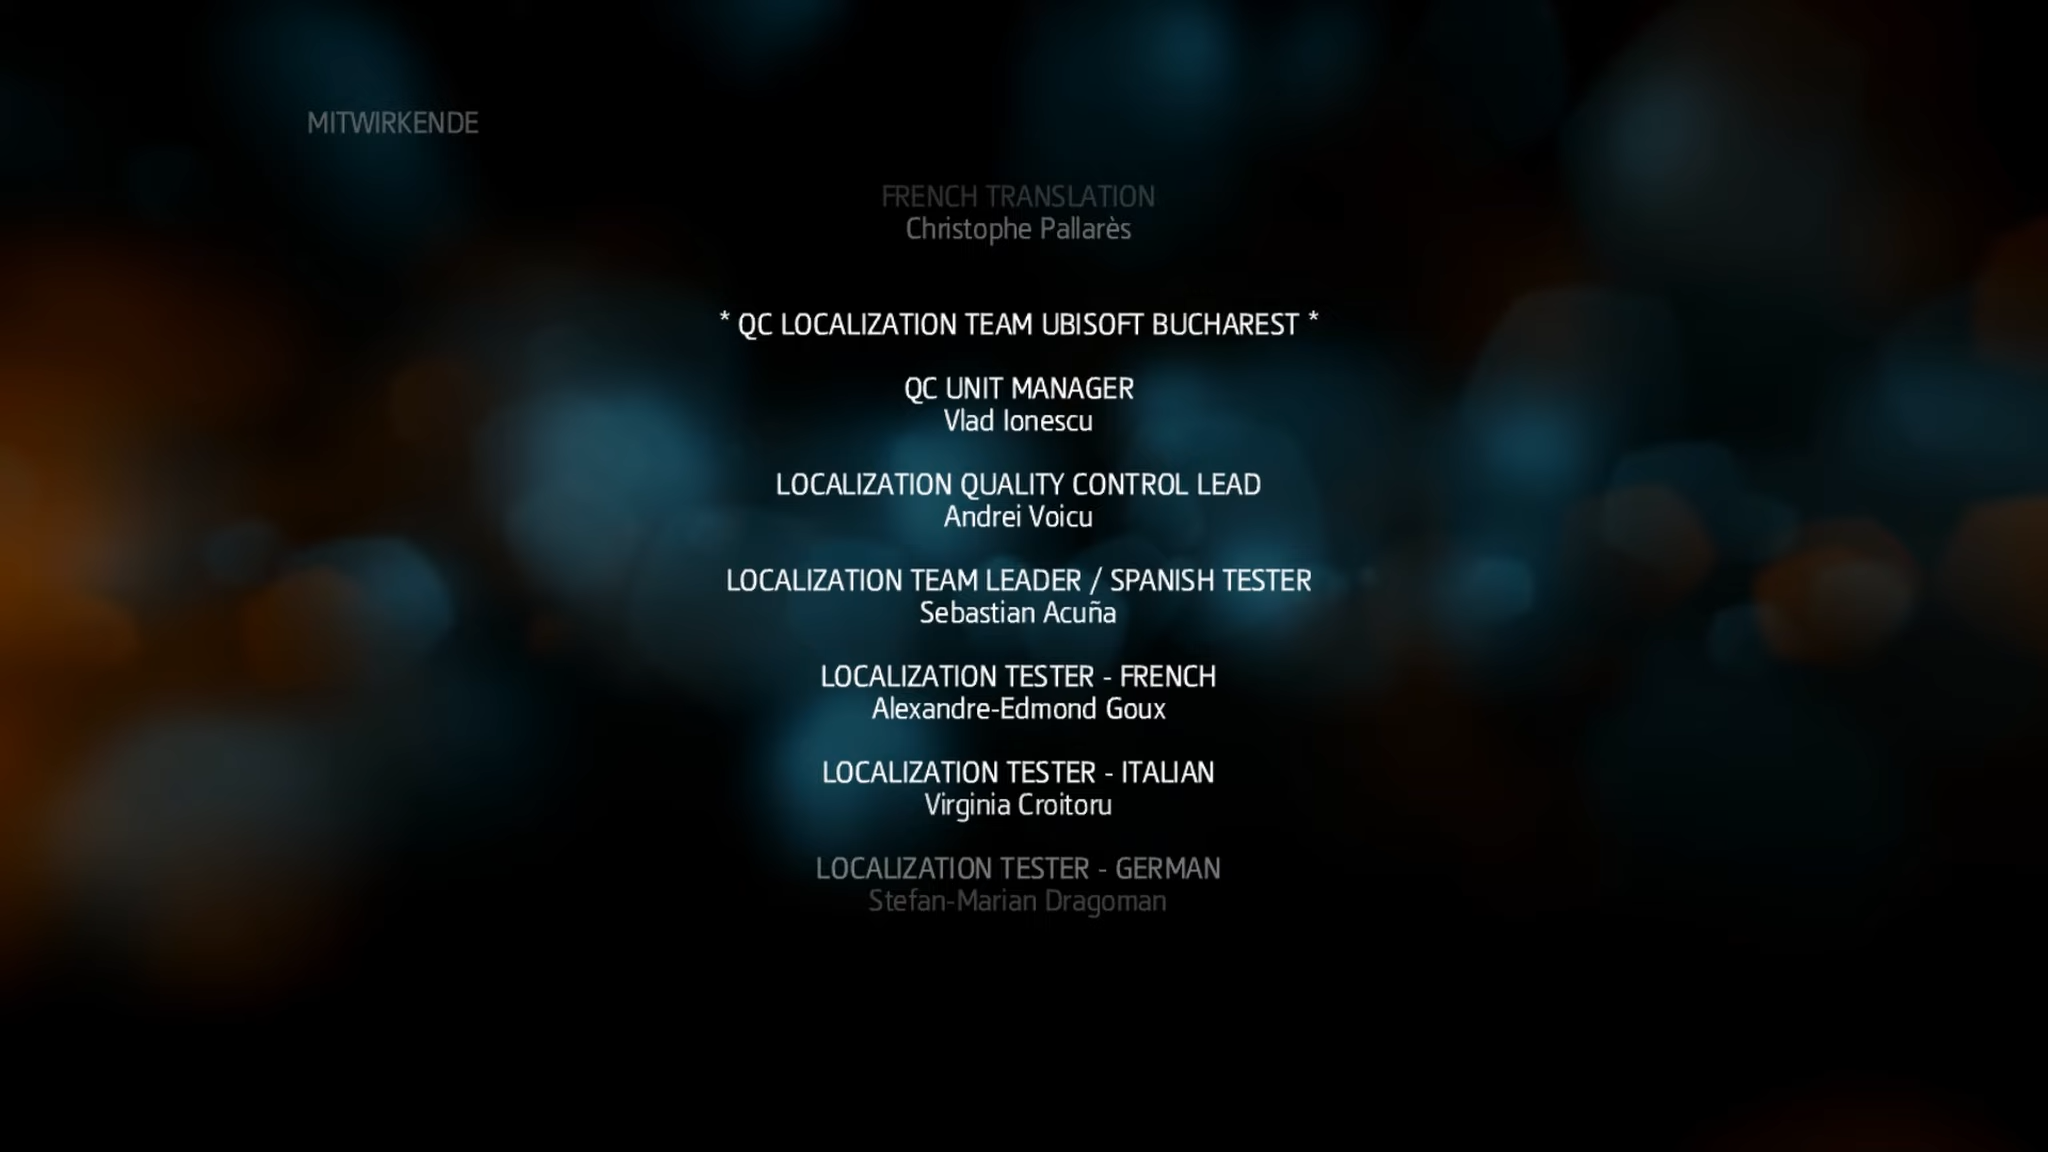 MITWIRKENDE
FRENCH TRANSLATION
Christophe Pallarès
* QC LOCALIZATION TEAM UBISOFT BUCHAREST *
QC UNIT MANAGER
Vlad Ionescu
LOCALIZATION QUALITY CONTROL LEAD
Andrei Voicu
LOCALIZATION TEAM LEADER / SPANISH TESTER
Sebastian Acuña
LOCALIZATION TESTER - FRENCH
Alexandre-Edmond Goux
LOCALIZATION TESTER - ITALIAN
Virginia Croitoru
LOCALIZATION TESTER - GERMAN
Stefan-Marian Dragoman